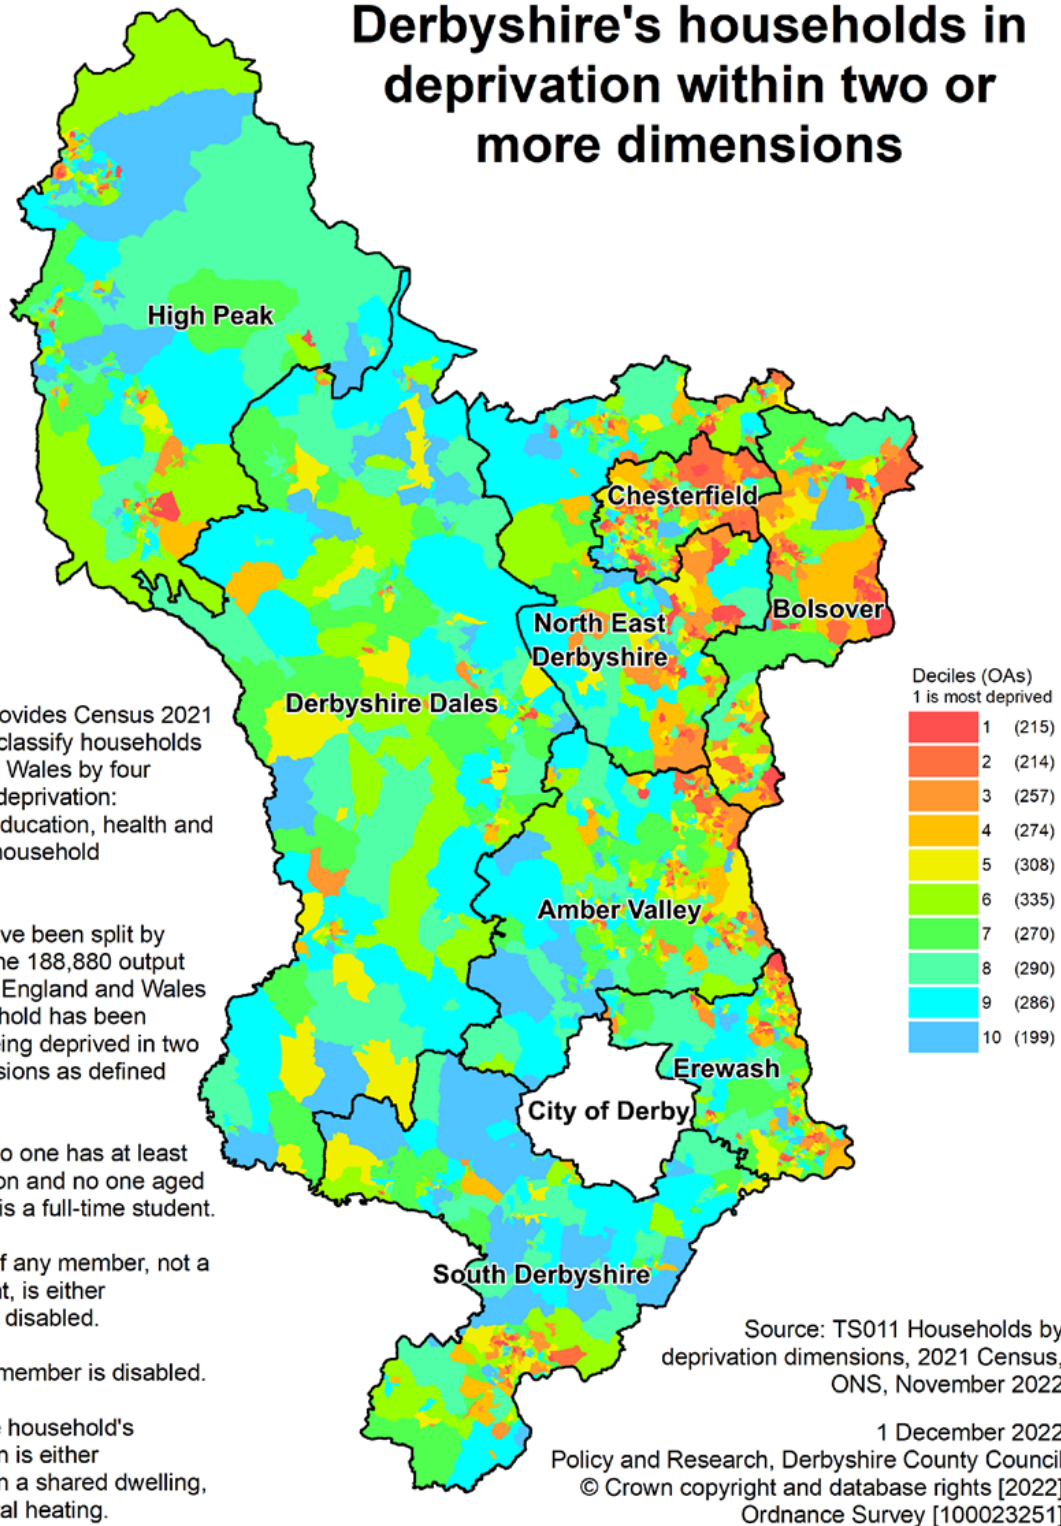 Derbyshire's households in
deprivation within two or
more dimensions
High Peak
Chesterfield
Bolsover
North East
Derbyshire
Derbyshire Dales
Amber Valley
Erewash
City of Derby
South Derbyshire
Deciles (OAs)
1 is most deprived
1 (215)
2 (214)
3 (257)
4 (274)
5 (308)
6 (335)
7 (270)
8 (290)
9 (286)
10 (199)
ovides Census 2021
classify households
Wales by four
deprivation:
ducation, health and
household
ve been split by
he 188,880 output
England and Wales
hold has been
eing deprived in two
sions as defined
o one has at least
on and no one aged
is a full-time student.
f any member, not a
nt, is either
disabled.
member is disabled.
e household's
n is either
n a shared dwelling,
ral heating.
Source: TS011 Households by
deprivation dimensions, 2021 Census,
ONS, November 2022
1 December 2022
Policy and Research, Derbyshire County Council
© Crown copyright and database rights [2022]
Ordnance Survey [100023251]